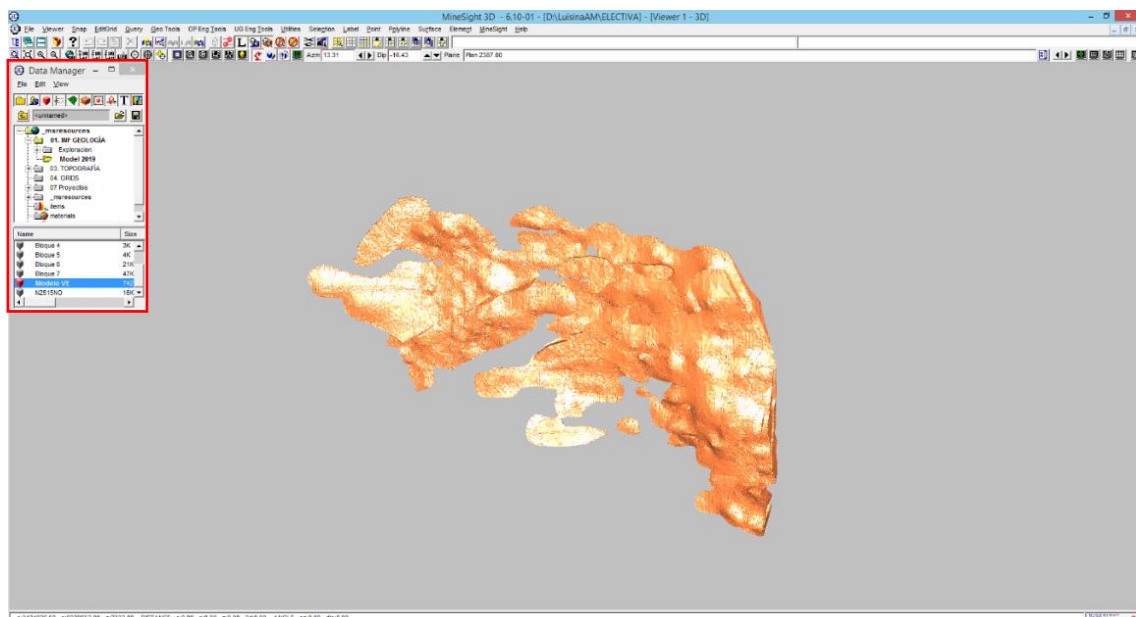 MineSight 3D - 6.10-01 - [D:\LuisinaAM\ELECTIVA] - [Viewer 1 - 3D]
File Viewer Snap EditGrid Query Geo Tools OP Eng Tools UG Eng Tools Utilities Selection Label Point Polyline Surface Element MineSight Help
Azm 13.31 Dip -16.43 Plane Plan 2387.00
Data Manager
File Edit View
<unnamed>
_msresources
01. INF GEOLOGÍA
Exploracion
Model 2019
03. TOPOGRAFÍA
04. GRIDS
07 Proyectos
_msresources
items
materials
Name Size
Bloque 4 3K
Bloque 5 4K
Bloque 6 21K
Bloque 7 47K
Modelo VE
N2515NO 16K